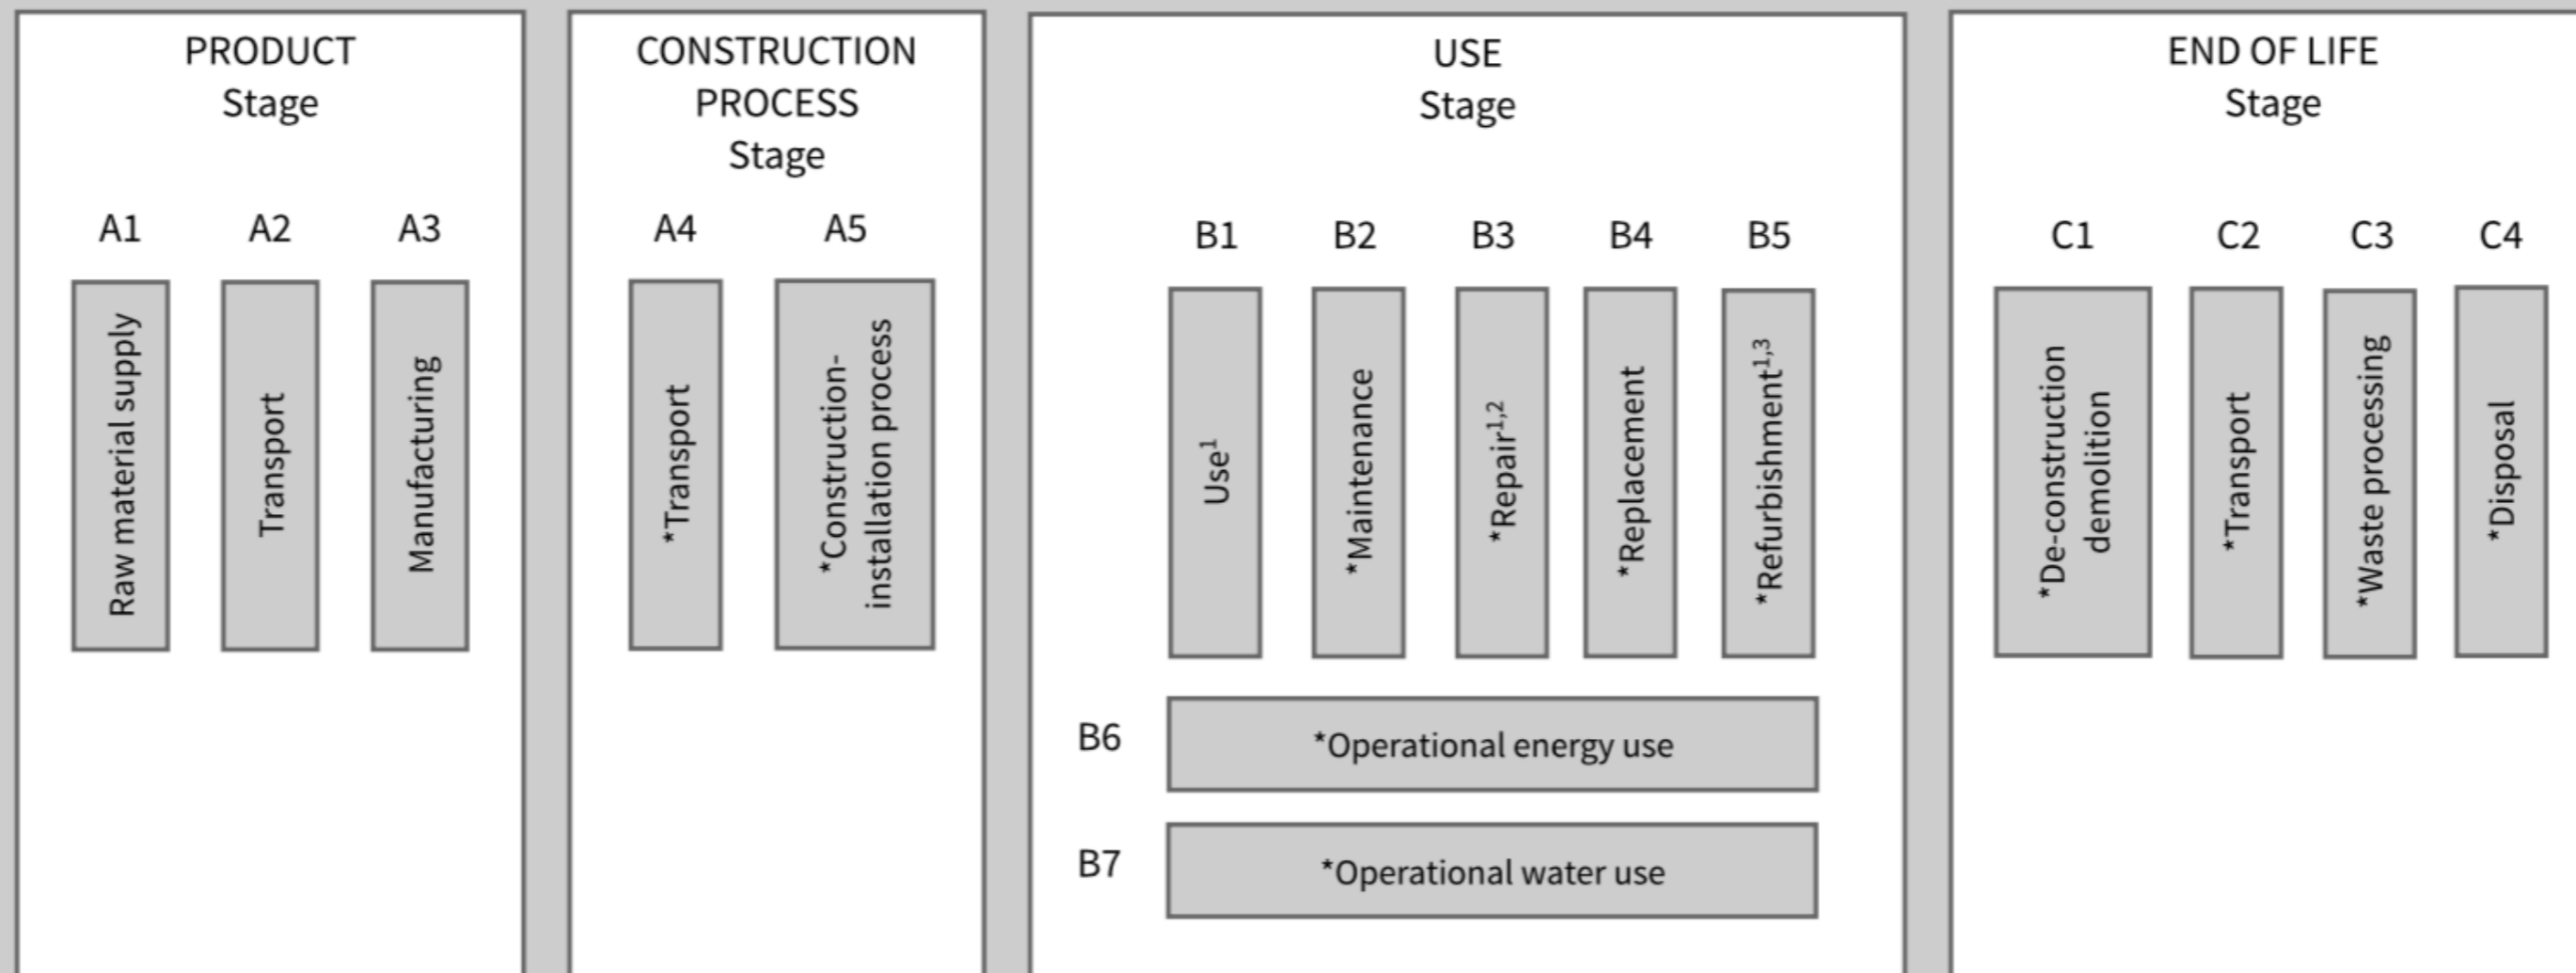 PRODUCT
Stage
A1
A2
A3
Raw material supply
Transport
Manufacturing
CONSTRUCTION
PROCESS
Stage
A4
A5
*Transport
*Construction-
installation process
USE
Stage
B1
B2
B3
B4
B5
Use¹
*Maintenance
*Repair¹,²
*Replacement
*Refurbishment¹,³
B6
*Operational energy use
B7
*Operational water use
END OF LIFE
Stage
C1
C2
C3
C4
*De-construction
demolition
*Transport
*Waste processing
*Disposal